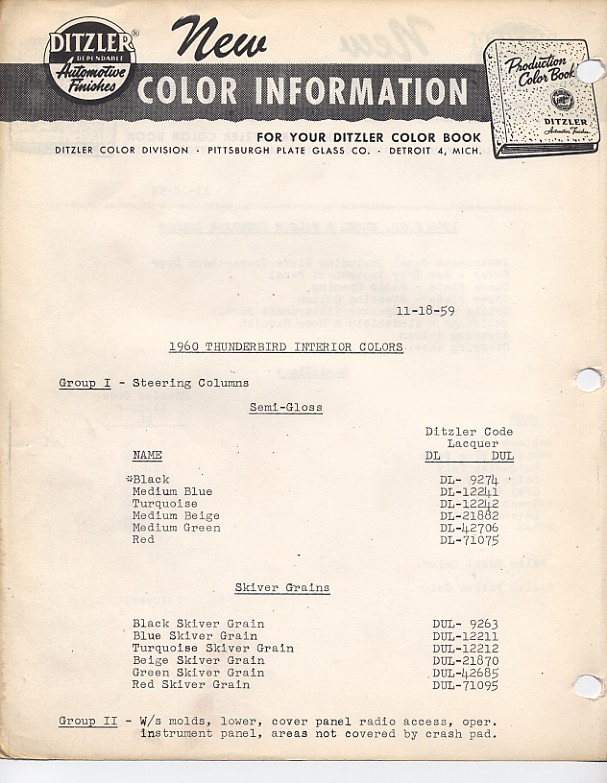 DITZLER®
DEPENDABLE
Automotive
Finishes
New
COLOR INFORMATION
Production
Color Book
DITZLER
Automotive Finishes
FOR YOUR DITZLER COLOR BOOK
DITZLER COLOR DIVISION · PITTSBURGH PLATE GLASS CO. · DETROIT 4, MICH.
11-18-59
1960 THUNDERBIRD INTERIOR COLORS
Group I - Steering Columns
Semi-Gloss
Ditzler Code
Lacquer
NAME DL DUL
*Black DL- 9274
Medium Blue DL-12241
Turquoise DL-12242
Medium Beige DL-21882
Medium Green DL-42706
Red DL-71075
Skiver Grains
Black Skiver Grain DUL- 9263
Blue Skiver Grain DUL-12211
Turquoise Skiver Grain DUL-12212
Beige Skiver Grain DUL-21870
Green Skiver Grain DUL-42685
Red Skiver Grain DUL-71095
Group II - W/s molds, lower, cover panel radio access, oper.
instrument panel, areas not covered by crash pad.